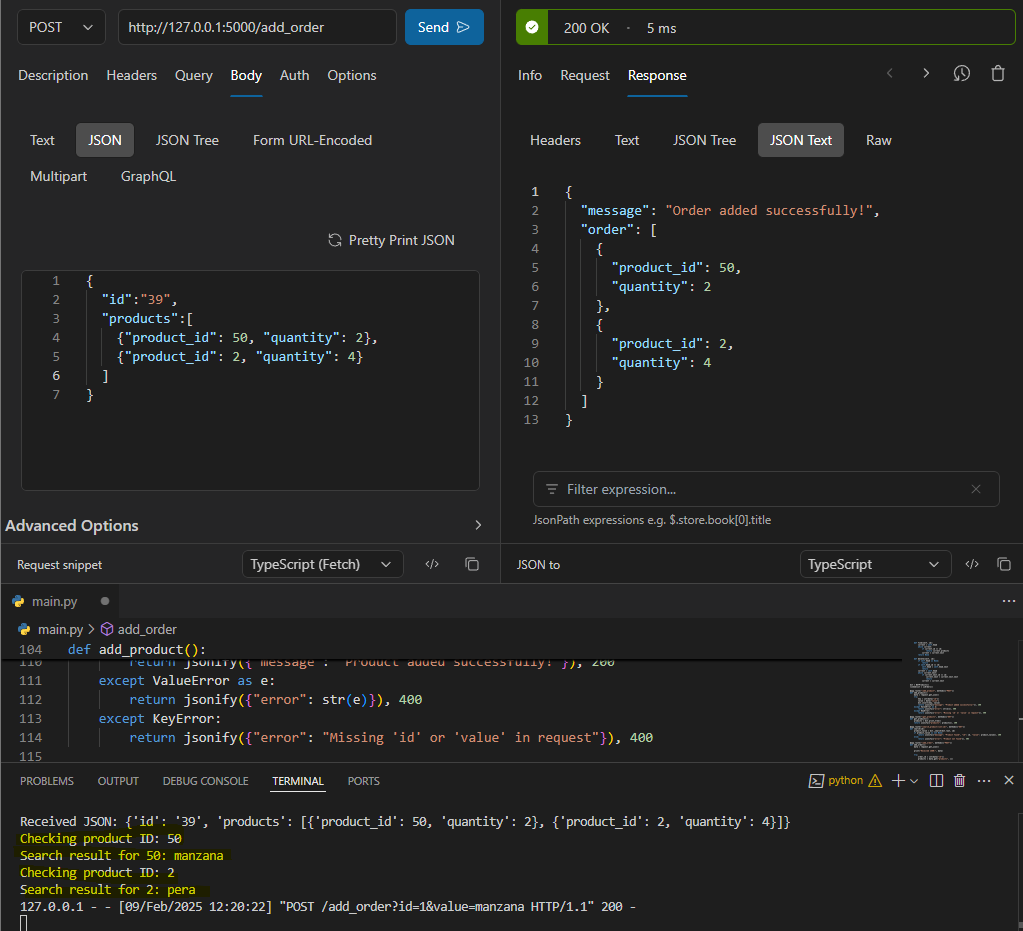 POST
http://127.0.0.1:5000/add_order
Send
Description Headers Query Body Auth Options
Text JSON JSON Tree Form URL-Encoded
Multipart GraphQL
Pretty Print JSON
1 {
2 "id":"39",
3 "products":[
4 {"product_id": 50, "quantity": 2},
5 {"product_id": 2, "quantity": 4}
6 ]
7 }
Advanced Options
Request snippet TypeScript (Fetch)
200 OK · 5 ms
Info Request Response
Headers Text JSON Tree JSON Text Raw
1 {
2 "message": "Order added successfully!",
3 "order": [
4 {
5 "product_id": 50,
6 "quantity": 2
7 },
8 {
9 "product_id": 2,
10 "quantity": 4
11 }
12 ]
13 }
Filter expression...
JsonPath expressions e.g. $.store.book[0].title
JSON to TypeScript
main.py
main.py > add_order
104 def add_product():
110 return jsonify({"message": "Product added successfully!"}), 200
111 except ValueError as e:
112 return jsonify({"error": str(e)}), 400
113 except KeyError:
114 return jsonify({"error": "Missing 'id' or 'value' in request"}), 400
115
PROBLEMS OUTPUT DEBUG CONSOLE TERMINAL PORTS
python
Received JSON: {'id': '39', 'products': [{'product_id': 50, 'quantity': 2}, {'product_id': 2, 'quantity': 4}]}
Checking product ID: 50
Search result for 50: manzana
Checking product ID: 2
Search result for 2: pera
127.0.0.1 - - [09/Feb/2025 12:20:22] "POST /add_order?id=1&value=manzana HTTP/1.1" 200 -